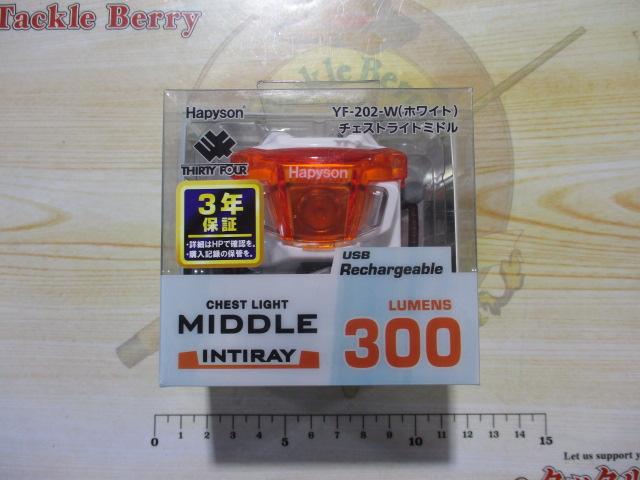 Tackle Berry
Hapyson®
YF-202-W(ホワイト)
チェストライトミドル
THIRTY FOUR
Hapyson
3年
保証
・詳細はHPで確認を。
・購入記録の保管を。
USB
Rechargeable
CHEST LIGHT
MIDDLE
INTIRAY
LUMENS
300
0 1 2 3 4 5 6 7 8 9 10 11 12 13 14 15
Let us support y